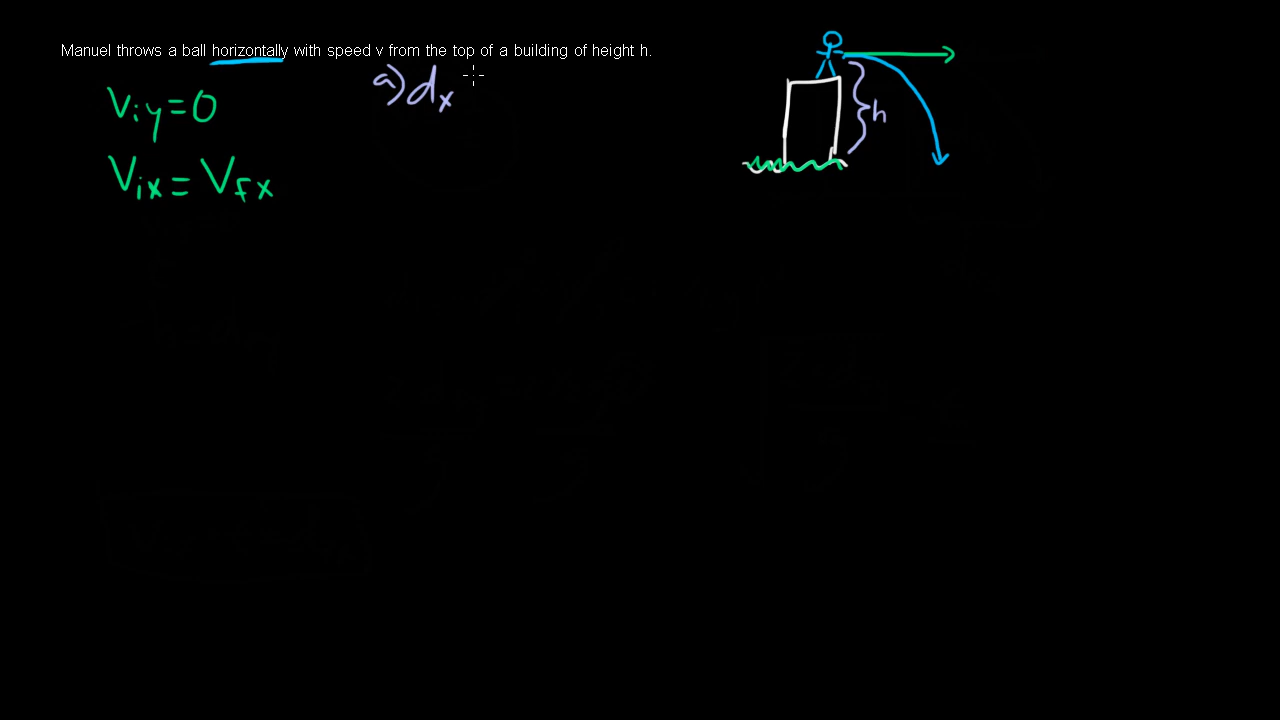 Manuel throws a ball horizontally with speed v from the top of a building of height h.
a) dx
Viy = 0
h
Vix = Vfx